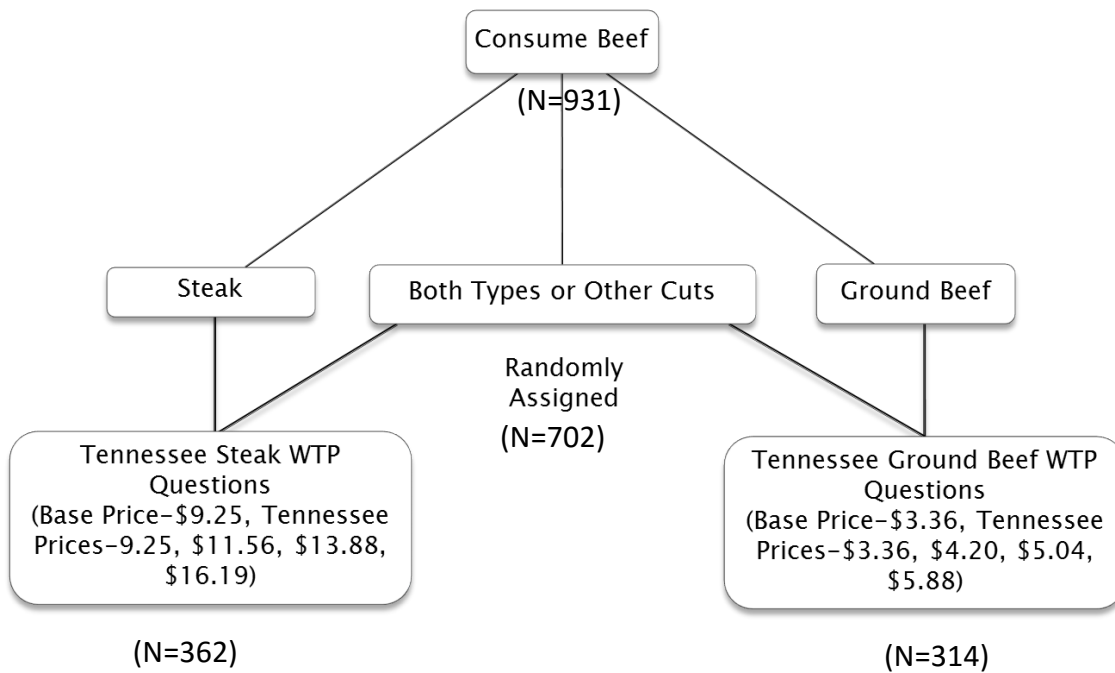 Consume Beef
(N=931)
Steak
Both Types or Other Cuts
Ground Beef
Randomly
Assigned
(N=702)
Tennessee Steak WTP
Questions
(Base Price–$9.25, Tennessee
Prices–9.25, $11.56, $13.88,
$16.19)
(N=362)
Tennessee Ground Beef WTP
Questions
(Base Price–$3.36, Tennessee
Prices–$3.36, $4.20, $5.04,
$5.88)
(N=314)